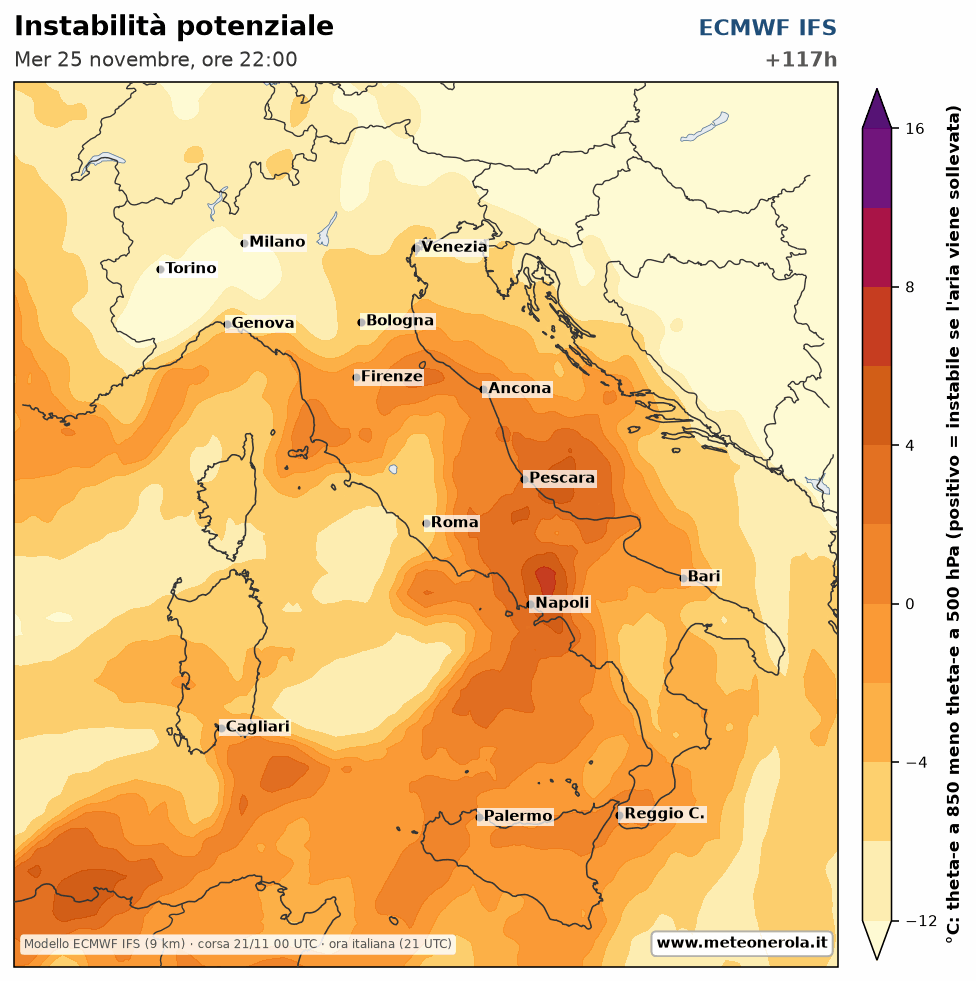 Instabilità potenziale
ECMWF IFS
Mer 25 novembre, ore 22:00
+117h
Milano
Venezia
Torino
Genova
Bologna
Firenze
Ancona
Pescara
Roma
Bari
Napoli
Cagliari
Palermo
Reggio C.
16
8
4
0
−4
−12
°C: theta-e a 850 meno theta-e a 500 hPa (positivo = instabile se l'aria viene sollevata)
Modello ECMWF IFS (9 km) · corsa 21/11 00 UTC · ora italiana (21 UTC)
www.meteonerola.it